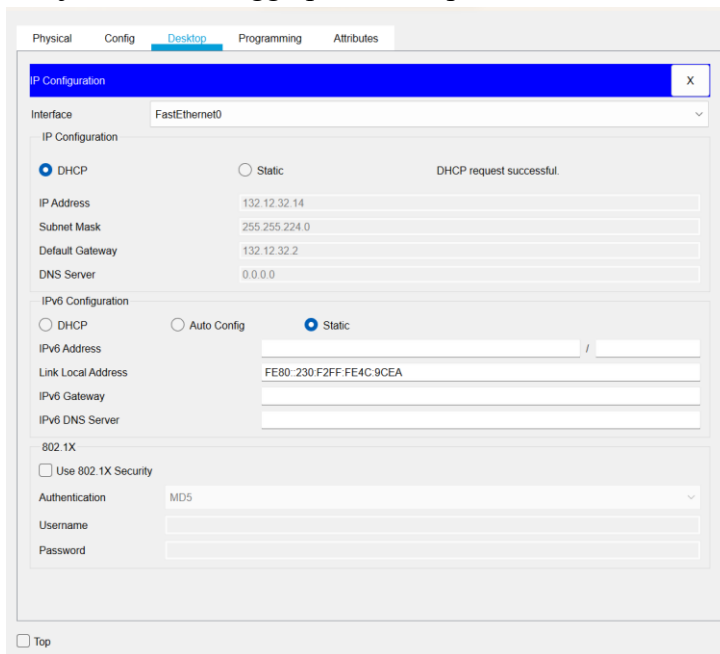 Physical Config Desktop Programming Attributes
IP Configuration X
Interface FastEthernet0
IP Configuration
DHCP Static DHCP request successful.
IP Address 132.12.32.14
Subnet Mask 255.255.224.0
Default Gateway 132.12.32.2
DNS Server 0.0.0.0
IPv6 Configuration
DHCP Auto Config Static
IPv6 Address /
Link Local Address FE80::230:F2FF:FE4C:9CEA
IPv6 Gateway
IPv6 DNS Server
802.1X
Use 802.1X Security
Authentication MD5
Username
Password
Top